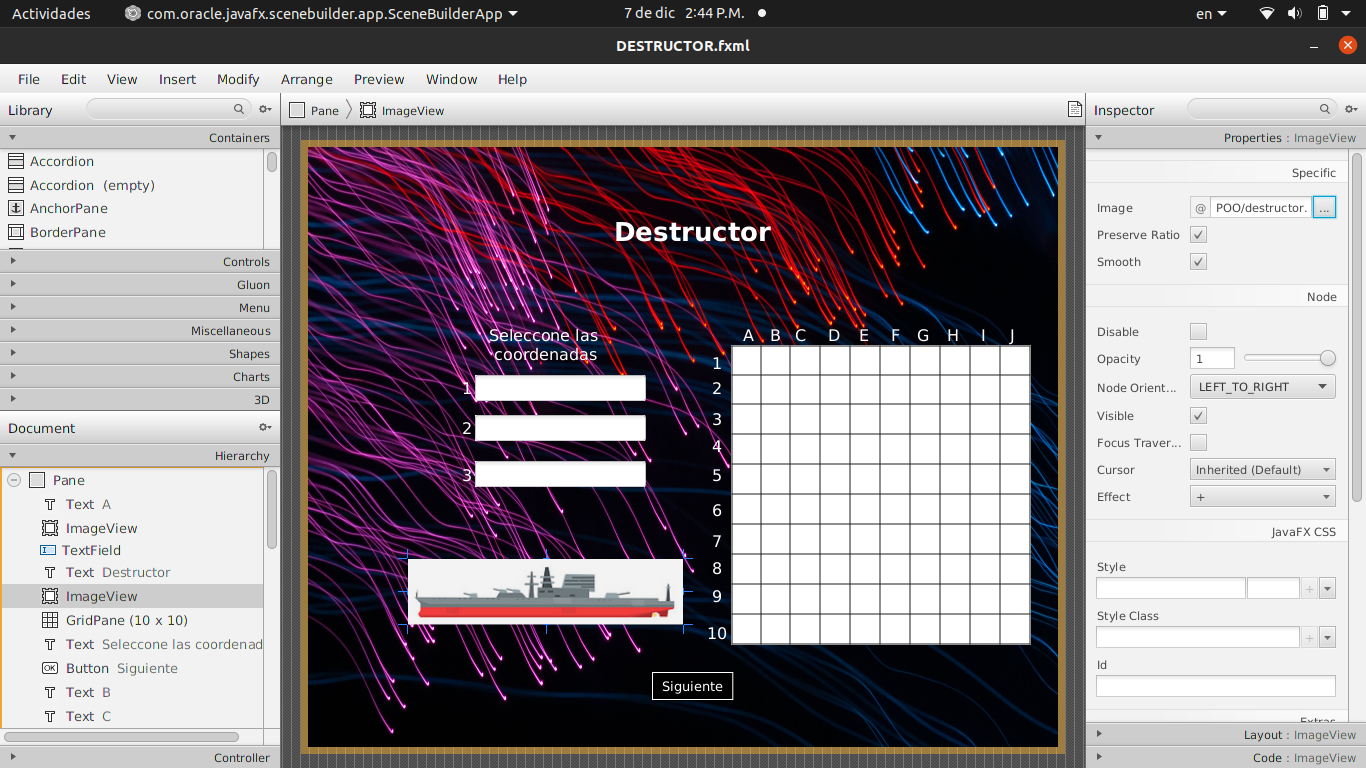 Actividades com.oracle.javafx.scenebuilder.app.SceneBuilderApp 7 de dic 2:44 P.M. en
DESTRUCTOR.fxml
File Edit View Insert Modify Arrange Preview Window Help
Library
Containers
Accordion
Accordion (empty)
AnchorPane
BorderPane
Controls
Gluon
Menu
Miscellaneous
Shapes
Charts
3D
Document
Hierarchy
Pane
Text A
ImageView
TextField
Text Destructor
ImageView
GridPane (10 x 10)
Text Seleccone las coordenad
OK Button Siguiente
Text B
Text C
Controller
Pane ImageView
Destructor
Seleccone las
coordenadas
1
2
3
A B C D E F G H I J
1
2
3
4
5
6
7
8
9
10
Siguiente
Inspector
Properties : ImageView
Specific
Image @ POO/destructor. ...
Preserve Ratio
Smooth
Node
Disable
Opacity 1
Node Orient... LEFT_TO_RIGHT
Visible
Focus Traver...
Cursor Inherited (Default)
Effect +
JavaFX CSS
Style
+
Style Class
+
Id
Extras
Layout : ImageView
Code : ImageView